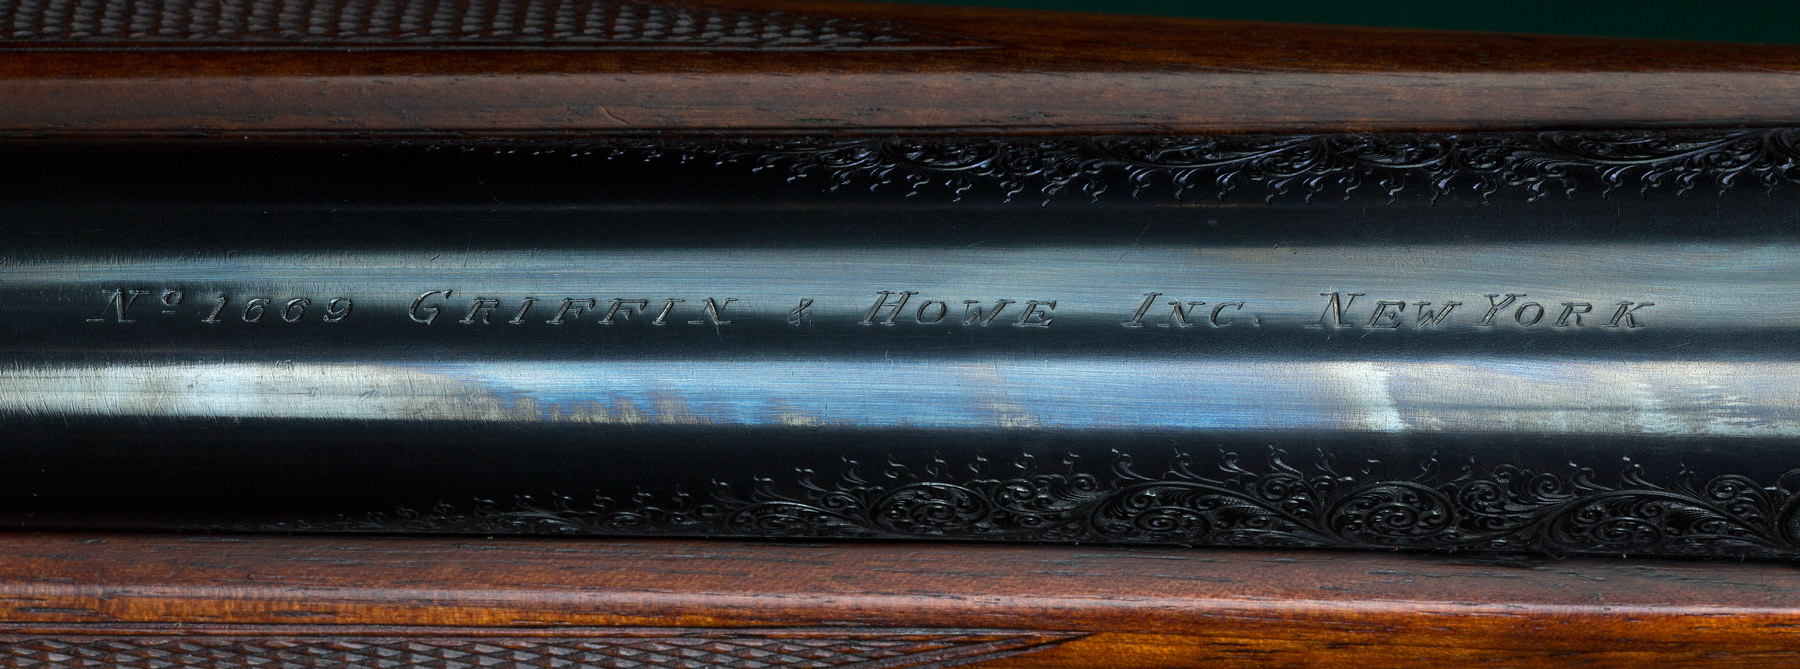 Nº 1669 GRIFFIN & HOWE INC. NEW YORK